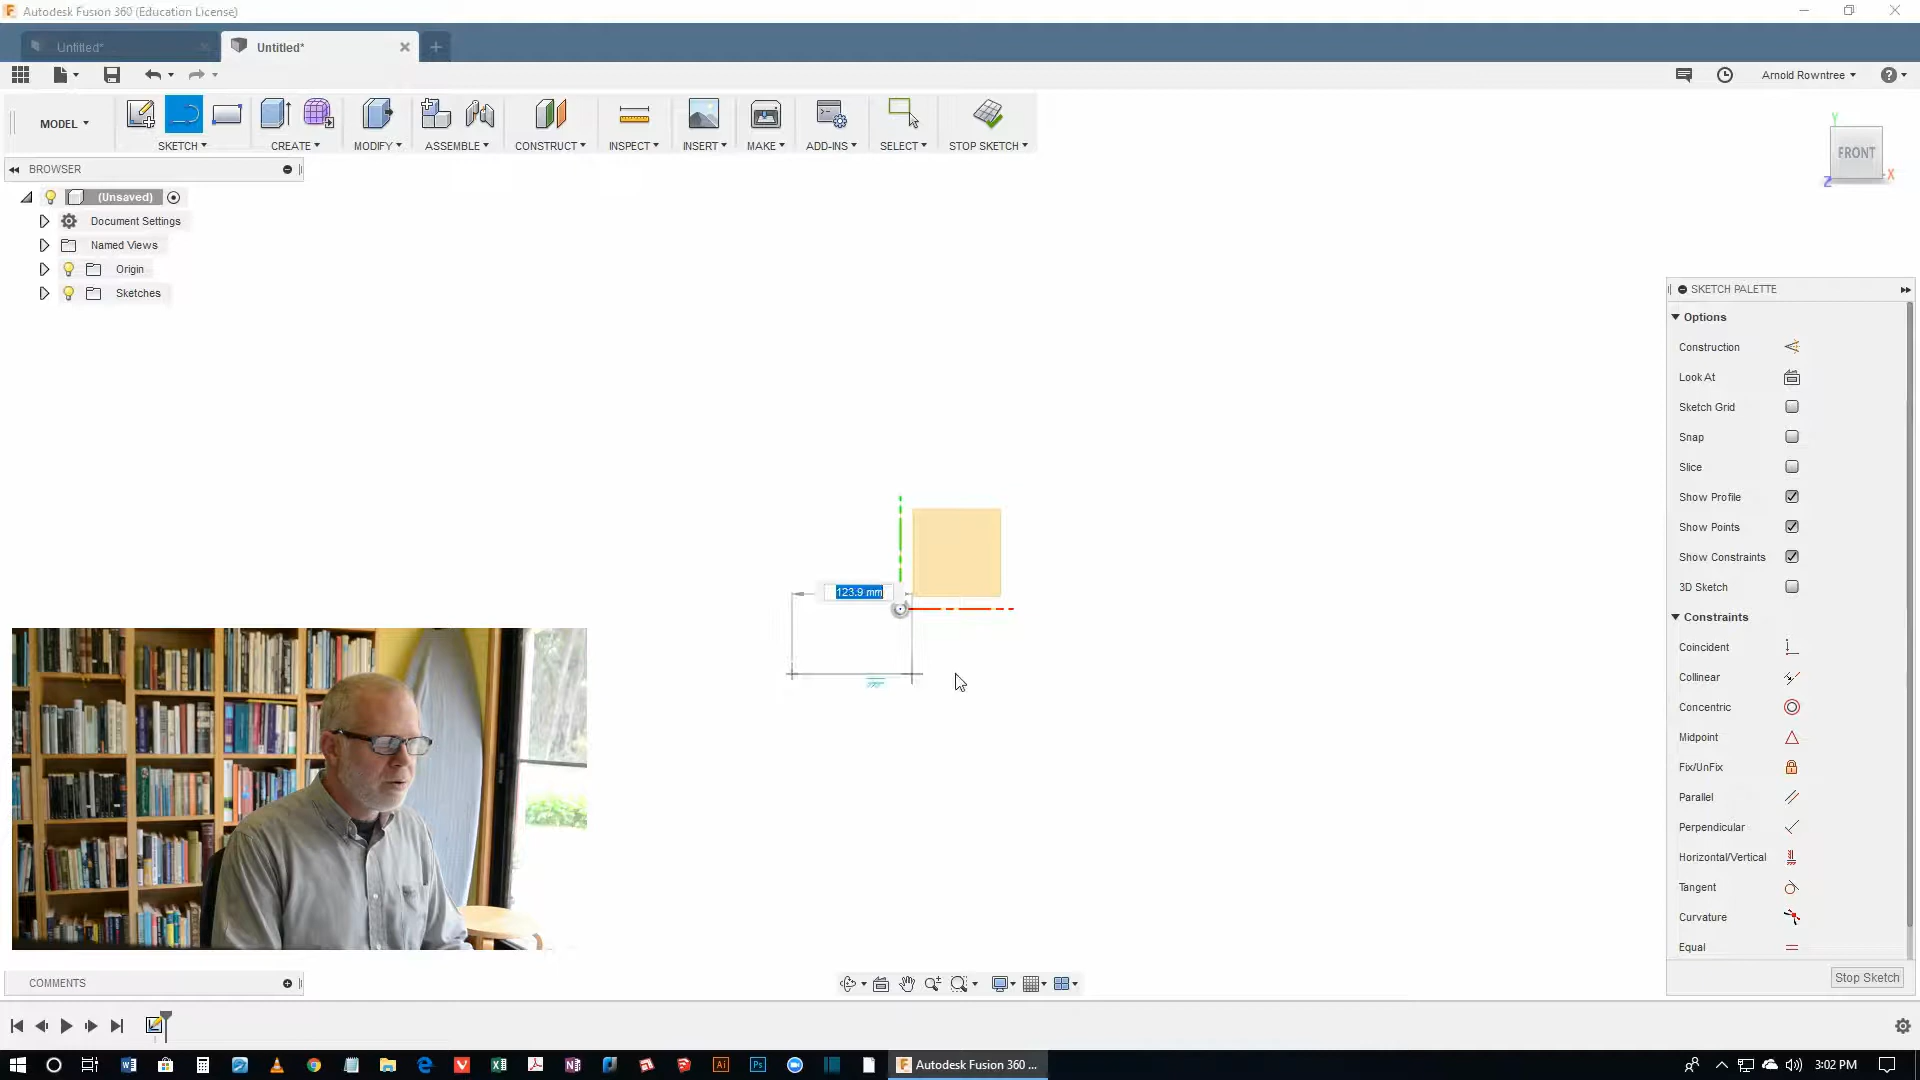 Autodesk Fusion 360 (Education License)
Untitled*
Untitled*
Arnold Rowntree
MODEL
SKETCH
CREATE
MODIFY
ASSEMBLE
CONSTRUCT
INSPECT
INSERT
MAKE
ADD-INS
SELECT
STOP SKETCH
Y
FRONT
X
Z
BROWSER
(Unsaved)
Document Settings
Named Views
Origin
Sketches
123.9 mm
SKETCH PALETTE
Options
Construction
Look At
Sketch Grid
Snap
Slice
Show Profile
Show Points
Show Constraints
3D Sketch
Constraints
Coincident
Collinear
Concentric
Midpoint
Fix/UnFix
Parallel
Perpendicular
Horizontal/Vertical
Tangent
Curvature
Equal
Stop Sketch
COMMENTS
Autodesk Fusion 360 ...
3:02 PM